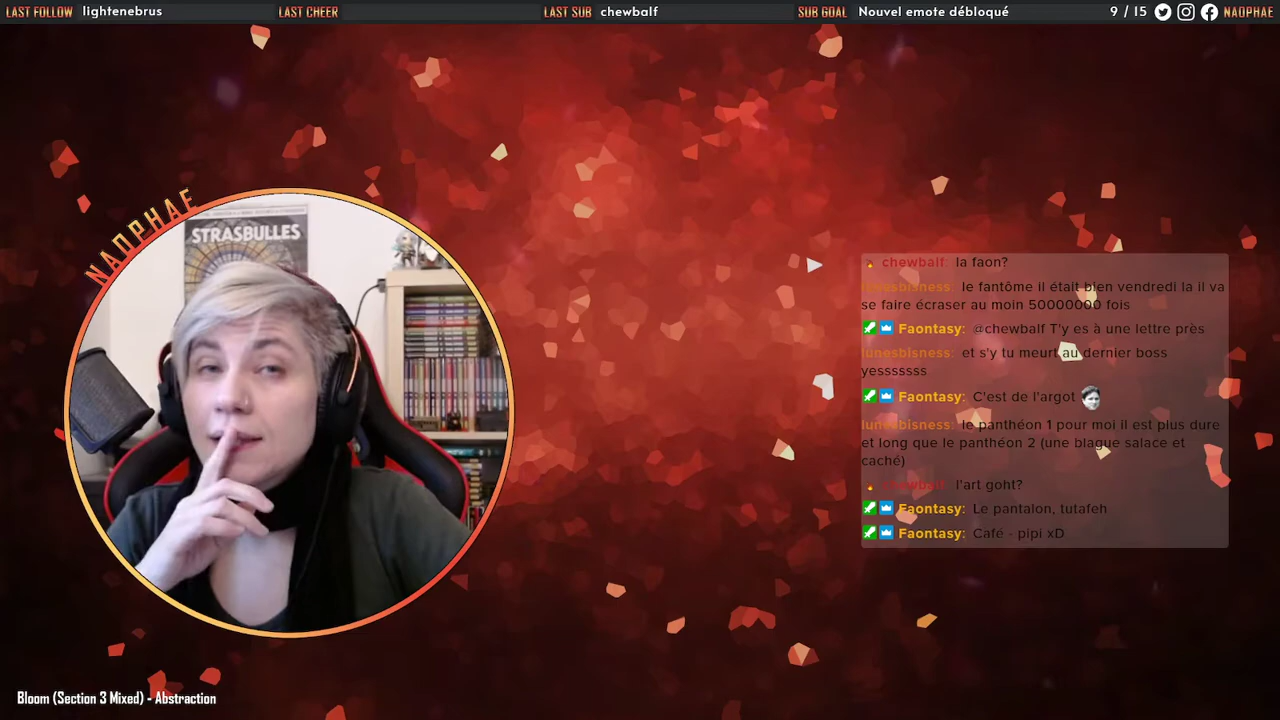 LAST FOLLOW lightenebrus LAST CHEER LAST SUB chewbalf SUB GOAL Nouvel emote débloqué 9 / 15 NAOPHAE
NAOPHAE
STRASBULLES
chewbalf: la faon?
lunesbisness: le fantôme il était bien vendredi la il va
se faire écraser au moin 50000000 fois
Faontasy: @chewbalf T'y es à une lettre près
lunesbisness: et s'y tu meurt au dernier boss
yesssssss
Faontasy: C'est de l'argot
lunesbisness: le panthéon 1 pour moi il est plus dure
et long que le panthéon 2 (une blague salace et
caché)
chewbalf: l'art goht?
Faontasy: Le pantalon, tutafeh
Faontasy: Café - pipi xD
Bloom (Section 3 Mixed) - Abstraction